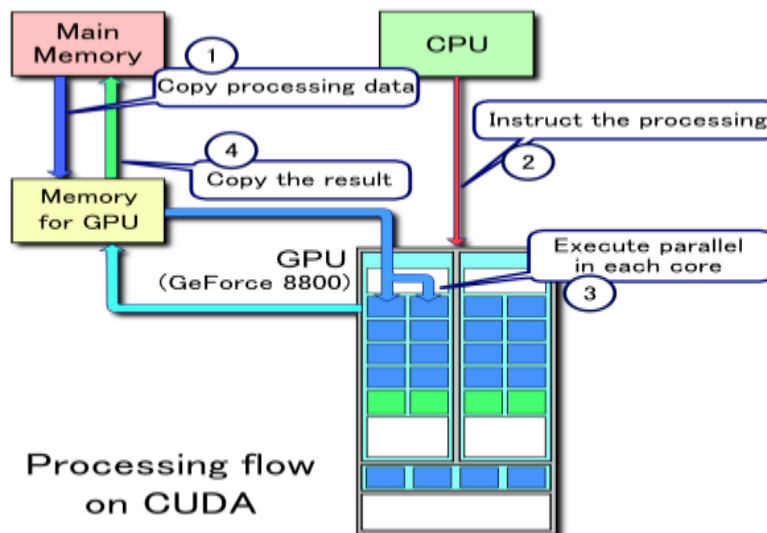 Main
Memory
CPU
1
Copy processing data
Instruct the processing
2
4
Copy the result
Memory
for GPU
GPU
(GeForce 8800)
Execute parallel
in each core
3
Processing flow
on CUDA